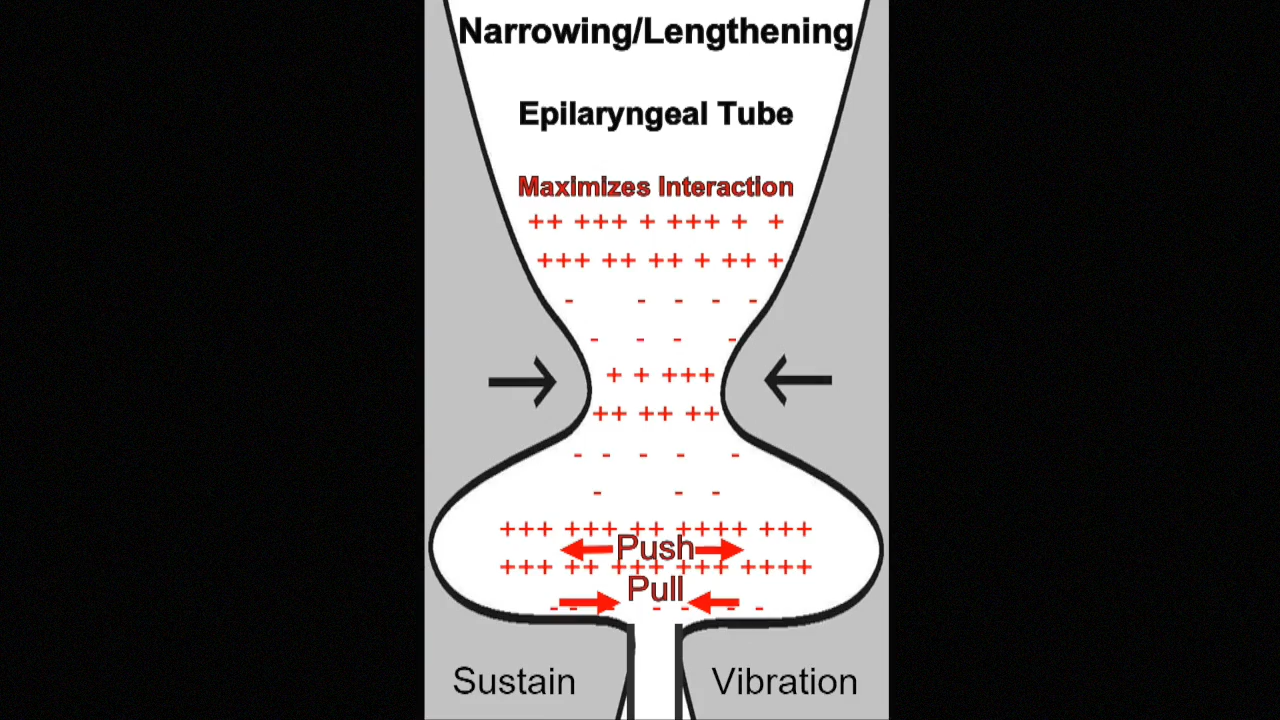 Narrowing/Lengthening
Epilaryngeal Tube
Maximizes Interaction
++ +++ + +++ + +
+++ ++ ++ + ++ +
- - - - -
- - - -
+ + +++
++ ++ ++
- - - - -
- - -
+++ +++ ++ ++++ +++
Push
+++ ++ +++ +++ ++++
Pull
Sustain Vibration